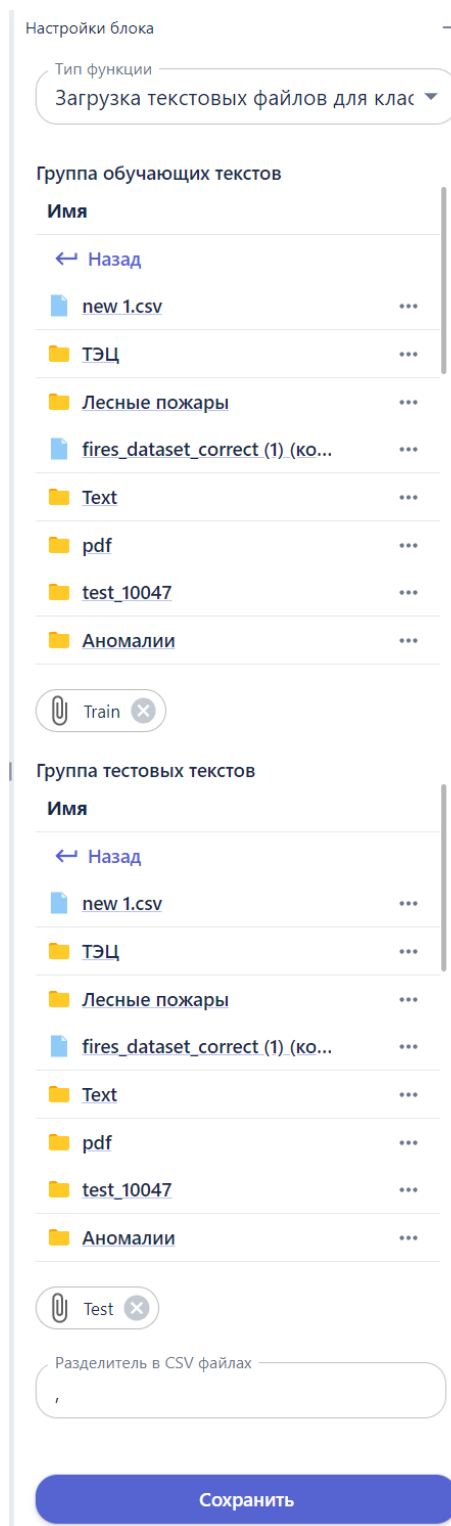 Настройки блока
Тип функции
Загрузка текстовых файлов для клас
Группа обучающих текстов
Имя
Назад
new 1.csv
ТЭЦ
Лесные пожары
fires_dataset_correct (1) (ко...
Text
pdf
test_10047
Аномалии
Train
Группа тестовых текстов
Имя
Назад
new 1.csv
ТЭЦ
Лесные пожары
fires_dataset_correct (1) (ко...
Text
pdf
test_10047
Аномалии
Test
Разделитель в CSV файлах
,
Сохранить